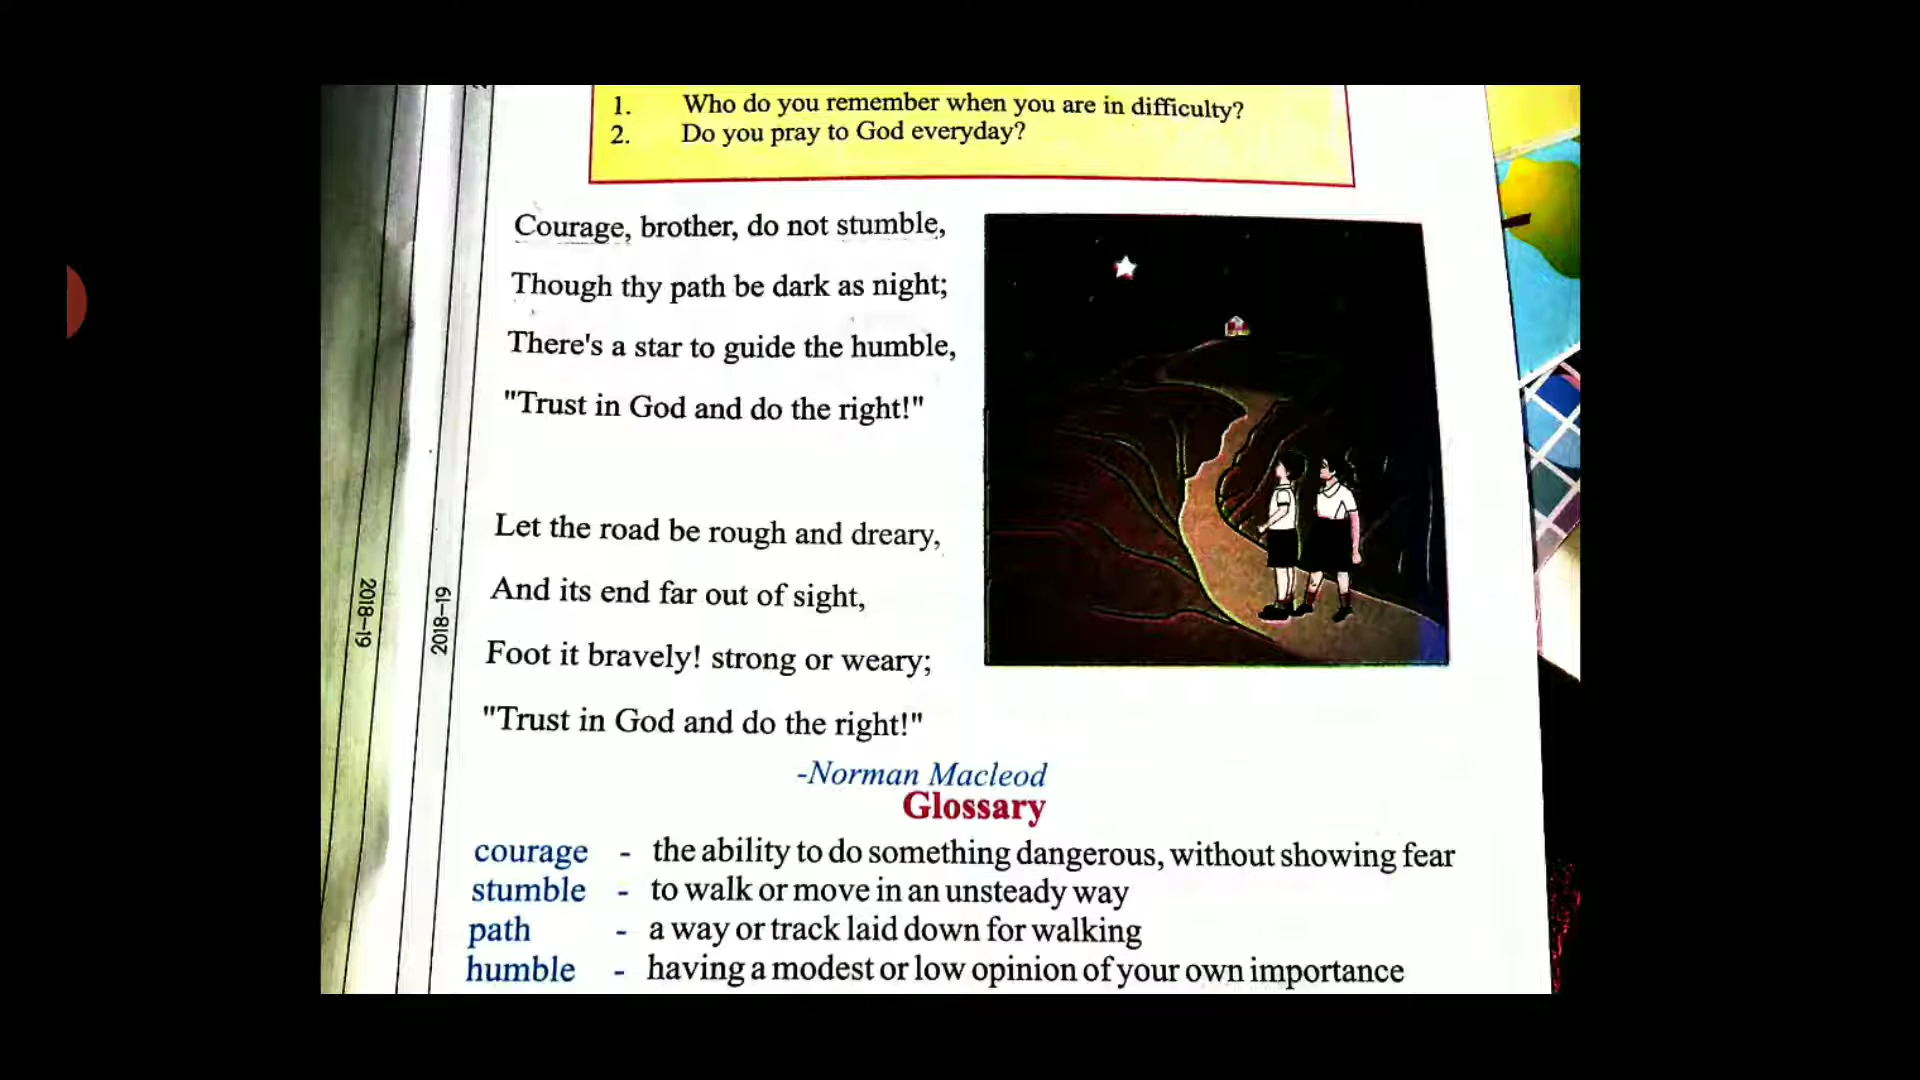 1. Who do you remember when you are in difficulty?
2. Do you pray to God everyday?
Courage, brother, do not stumble,
Though thy path be dark as night;
There's a star to guide the humble,
"Trust in God and do the right!"
Let the road be rough and dreary,
And its end far out of sight,
Foot it bravely! strong or weary;
"Trust in God and do the right!"
-Norman Macleod
Glossary
courage - the ability to do something dangerous, without showing fear
stumble - to walk or move in an unsteady way
path - a way or track laid down for walking
humble - having a modest or low opinion of your own importance
2018-19
2018-19